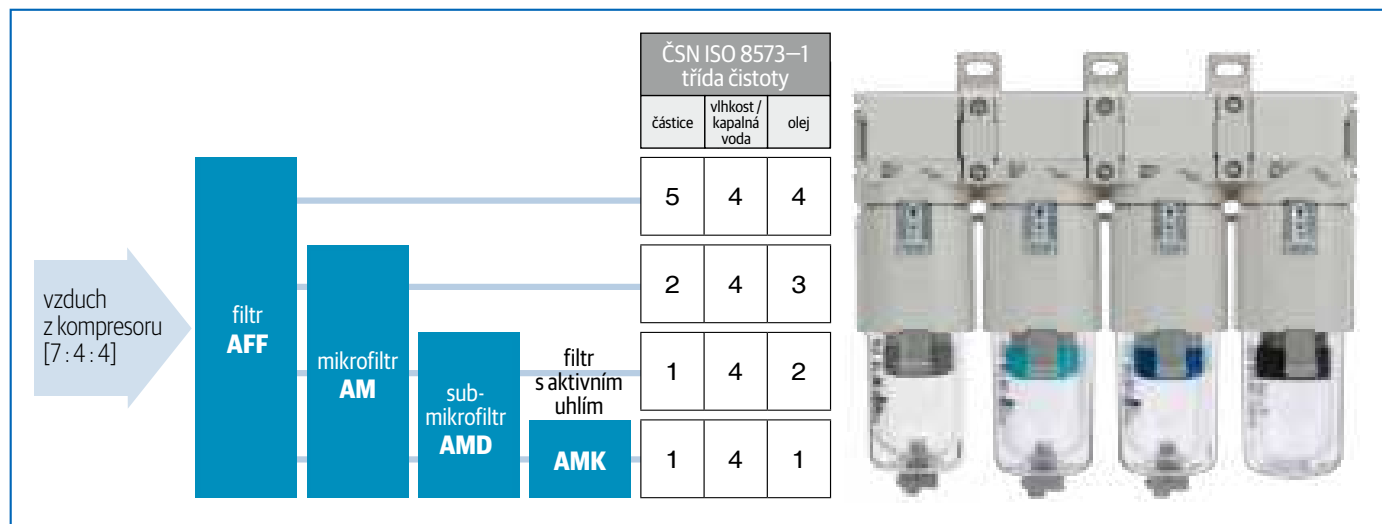 ČSN ISO 8573–1
třída čistoty
částice
vlhkost /
kapalná
voda
olej
5 4 4
2 4 3
1 4 2
1 4 1
vzduch
z kompresoru
[7 : 4 : 4]
filtr
AFF
mikrofiltr
AM
sub-
mikrofiltr
AMD
filtr
s aktivním
uhlím
AMK